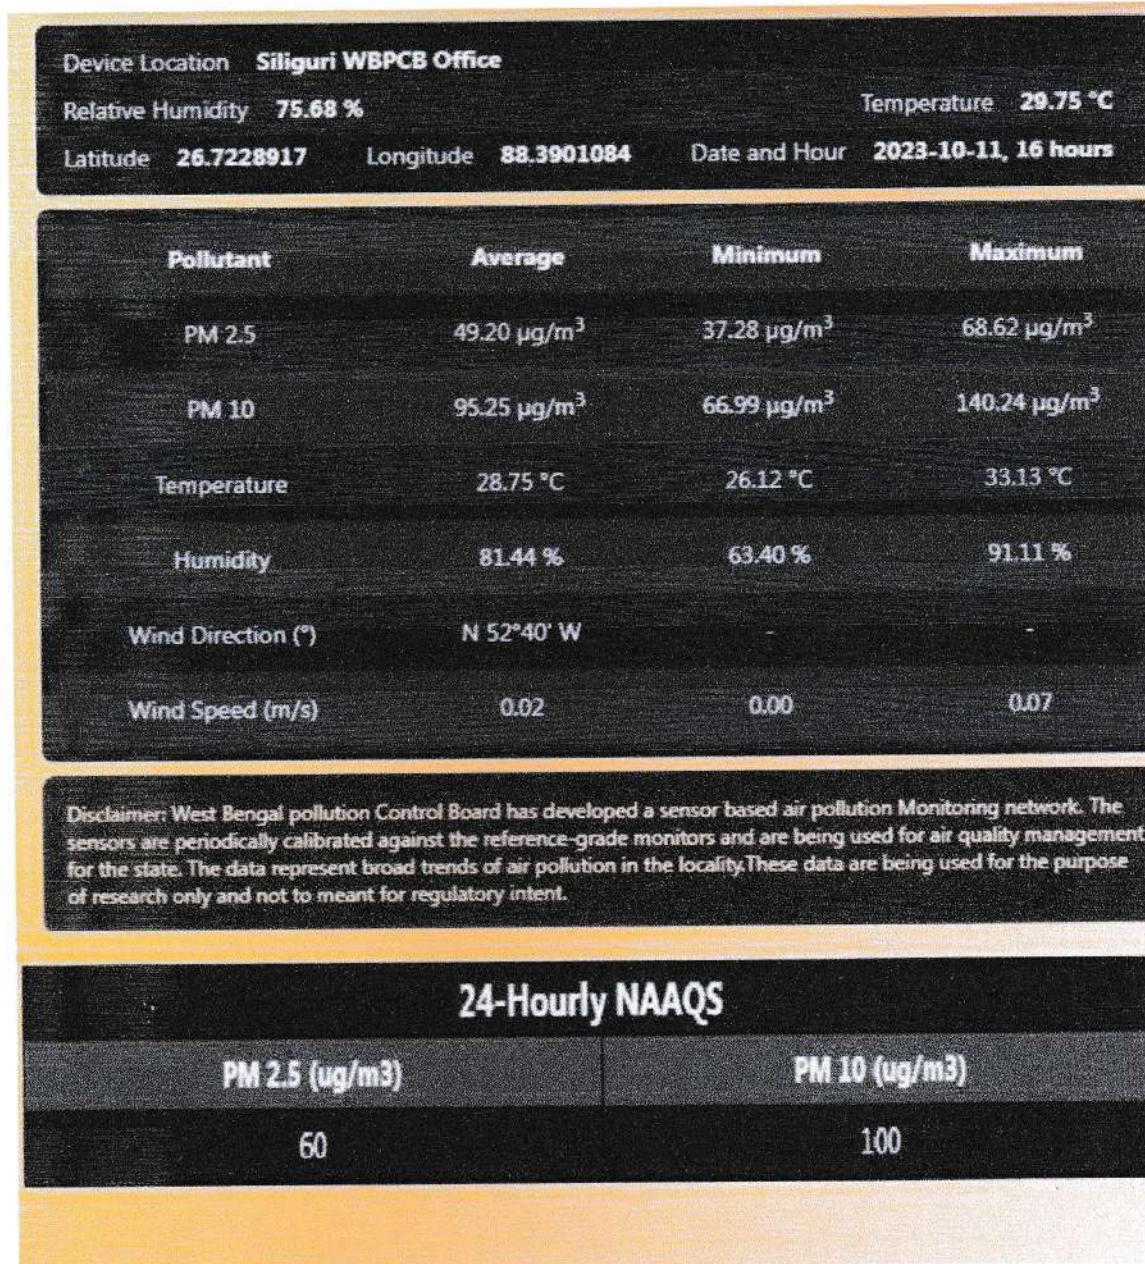 Device Location Siliguri WBPCB Office
Relative Humidity 75.68 % Temperature 29.75 °C
Latitude 26.7228917 Longitude 88.3901084 Date and Hour 2023-10-11, 16 hours
Pollutant Average Minimum Maximum
PM 2.5 49.20 µg/m³ 37.28 µg/m³ 68.62 µg/m³
PM 10 95.25 µg/m³ 66.99 µg/m³ 140.24 µg/m³
Temperature 28.75 °C 26.12 °C 33.13 °C
Humidity 81.44 % 63.40 % 91.11 %
Wind Direction (°) N 52°40' W - -
Wind Speed (m/s) 0.02 0.00 0.07
Disclaimer: West Bengal pollution Control Board has developed a sensor based air pollution Monitoring network. The
sensors are periodically calibrated against the reference-grade monitors and are being used for air quality management
for the state. The data represent broad trends of air pollution in the locality.These data are being used for the purpose
of research only and not to meant for regulatory intent.
24-Hourly NAAQS
PM 2.5 (ug/m3) PM 10 (ug/m3)
60 100